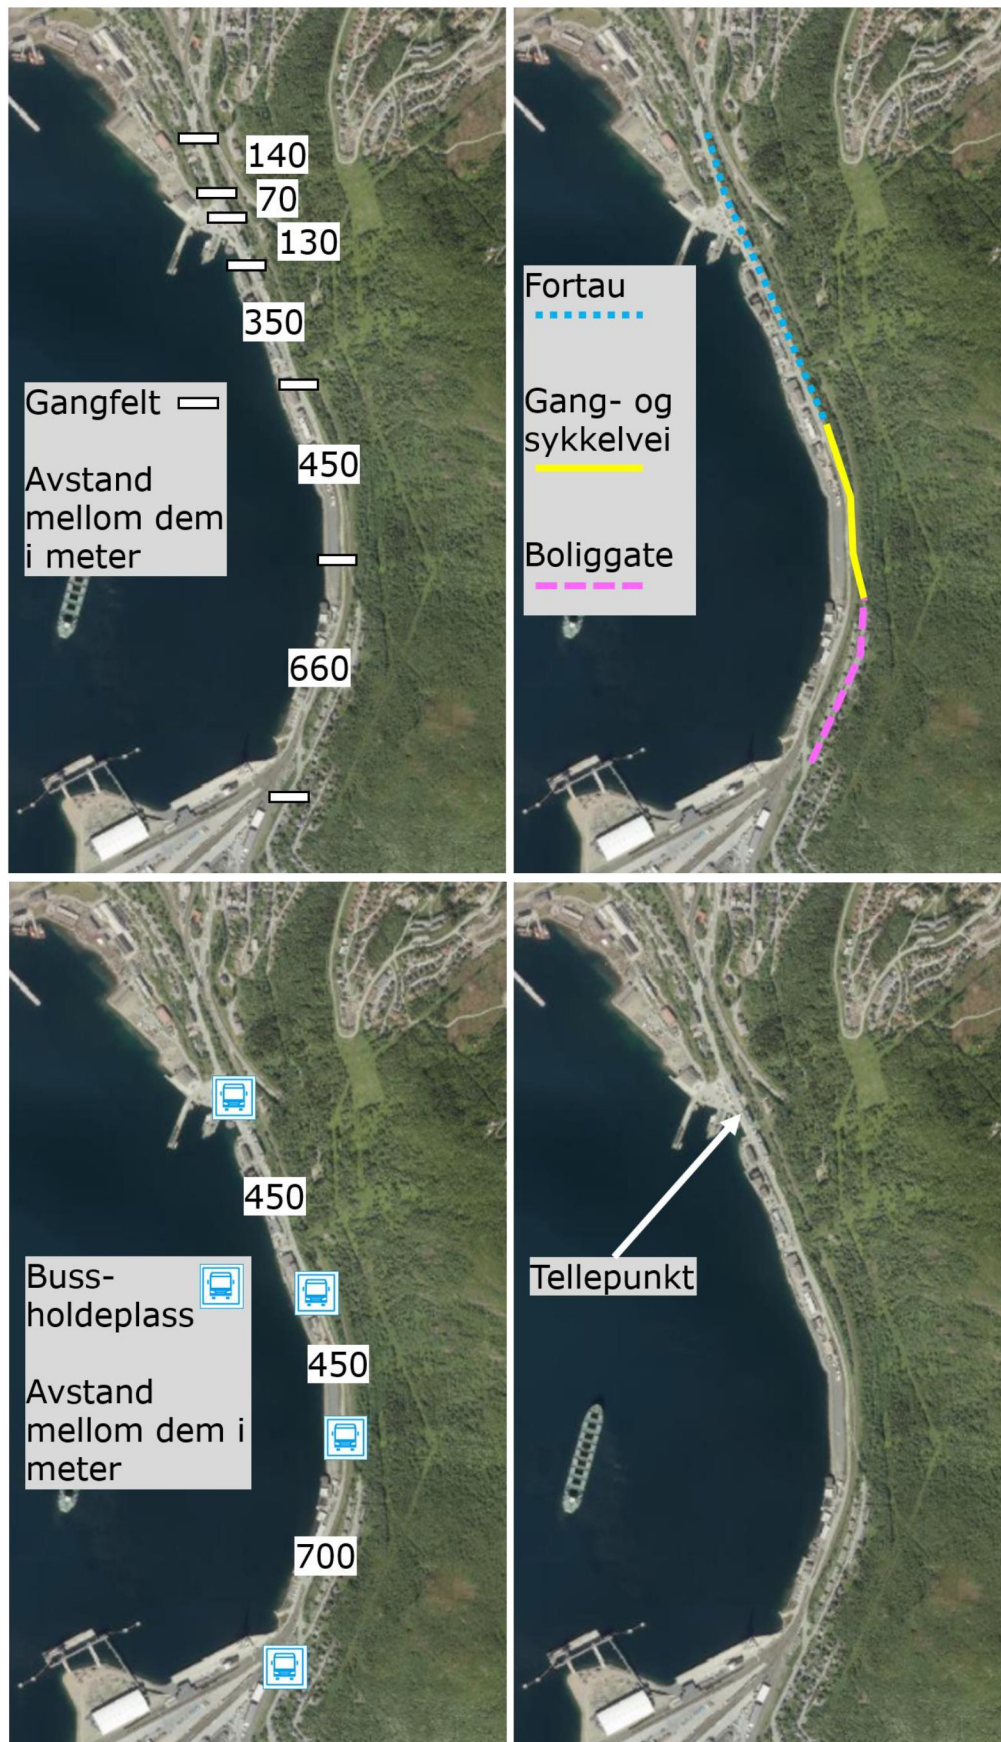 140
70
130
350
Gangfelt
450
Avstand
mellom dem
i meter
660
Fortau
Gang- og
sykkelvei
Boliggate
450
Buss-
holdeplass
450
Avstand
mellom dem i
meter
700
Tellepunkt